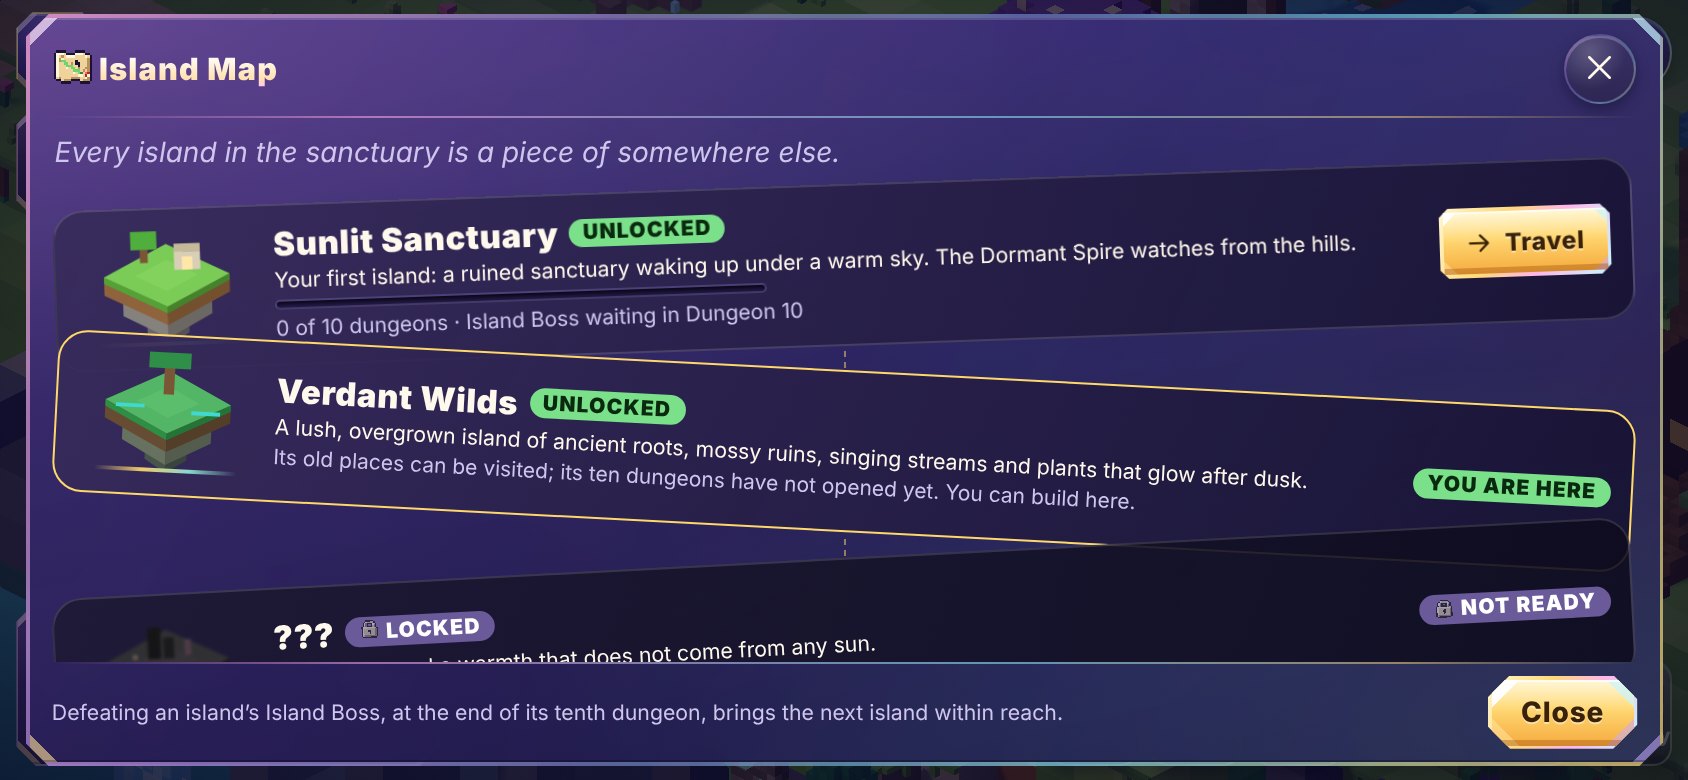 Island Map
Every island in the sanctuary is a piece of somewhere else.
Sunlit Sanctuary UNLOCKED
Your first island: a ruined sanctuary waking up under a warm sky. The Dormant Spire watches from the hills.
0 of 10 dungeons · Island Boss waiting in Dungeon 10
→ Travel
Verdant Wilds UNLOCKED
A lush, overgrown island of ancient roots, mossy ruins, singing streams and plants that glow after dusk.
Its old places can be visited; its ten dungeons have not opened yet. You can build here.
YOU ARE HERE
??? LOCKED
warmth that does not come from any sun.
NOT READY
Defeating an island’s Island Boss, at the end of its tenth dungeon, brings the next island within reach.
Close